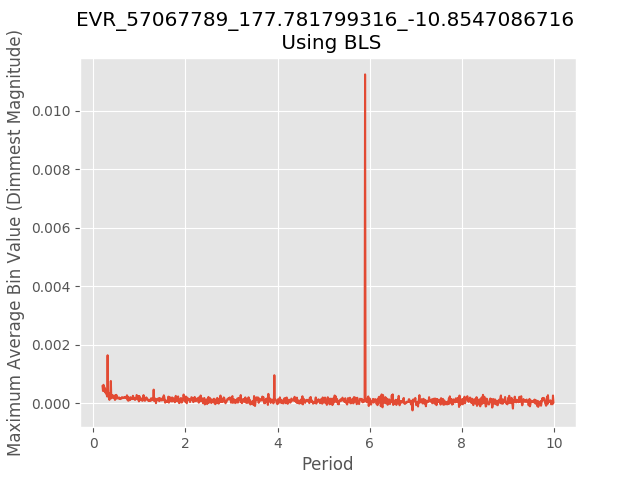 EVR_57067789_177.781799316_-10.8547086716
Using BLS
Maximum Average Bin Value (Dimmest Magnitude)
0.010
0.008
0.006
0.004
0.002
0.000
0 2 4 6 8 10
Period